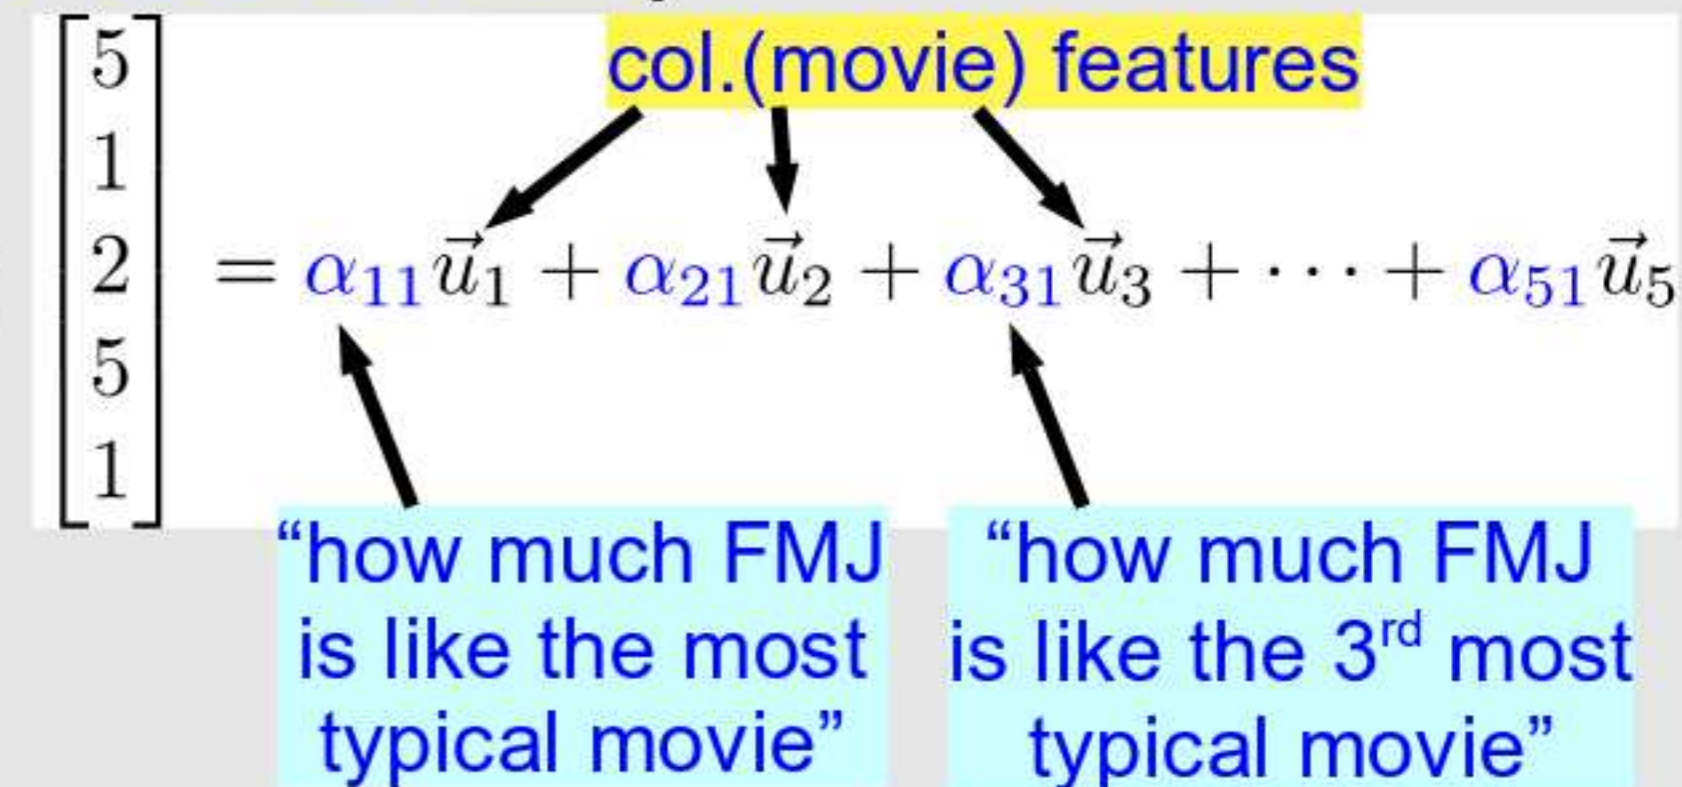 col.(movie) features
5
1
2
5
1
= α₁₁u⃗₁ + α₂₁u⃗₂ + α₃₁u⃗₃ + ⋯ + α₅₁u⃗₅
“how much FMJ
is like the most
typical movie”
“how much FMJ
is like the 3rd most
typical movie”